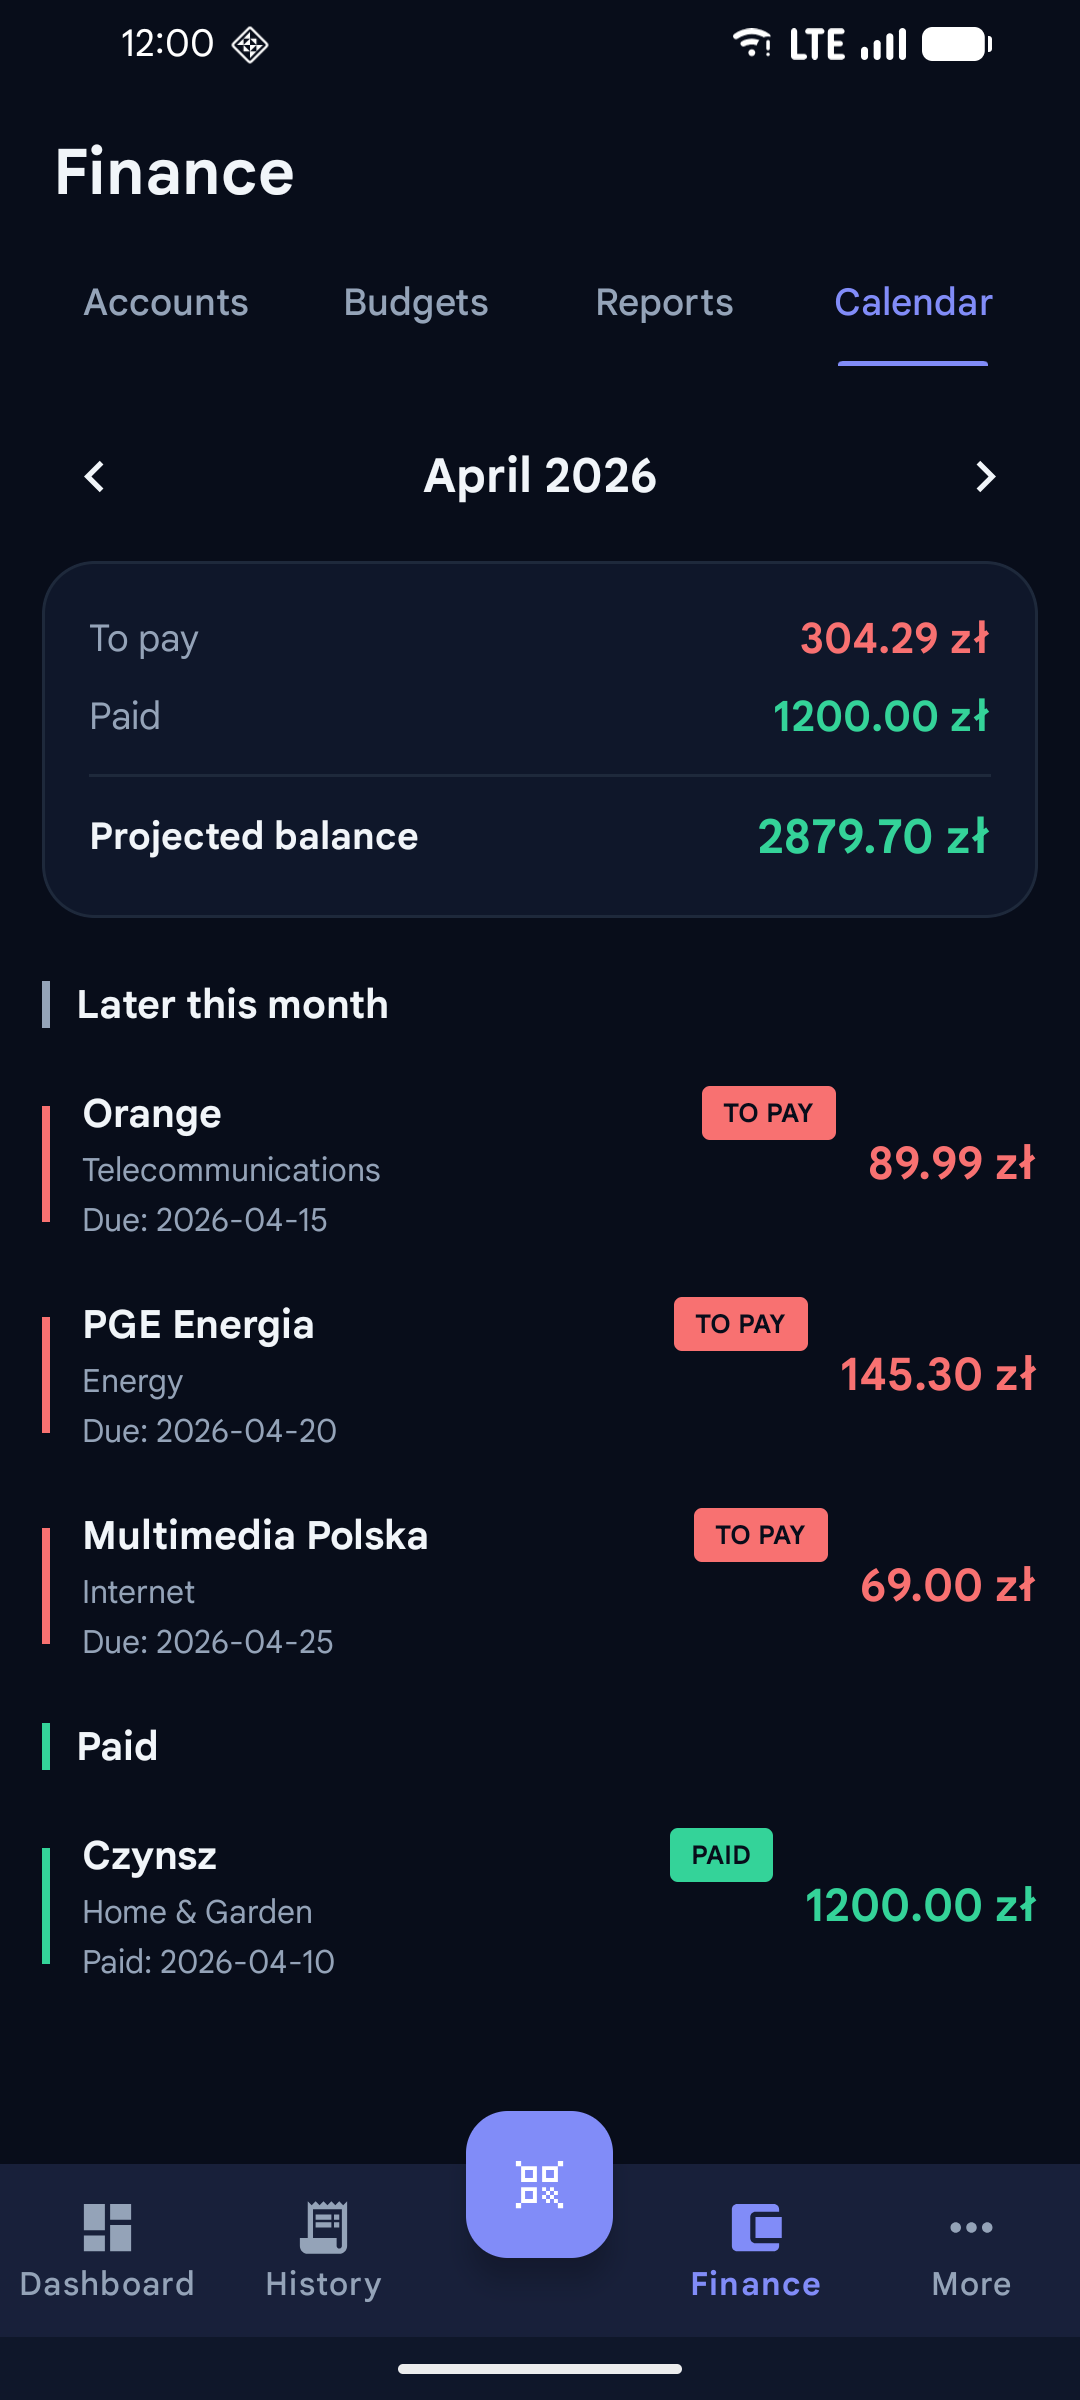 12:00
LTE
Finance
Accounts Budgets Reports Calendar
April 2026
To pay 304.29 zł
Paid 1200.00 zł
Projected balance 2879.70 zł
Later this month
Orange TO PAY
Telecommunications 89.99 zł
Due: 2026-04-15
PGE Energia TO PAY
Energy 145.30 zł
Due: 2026-04-20
Multimedia Polska TO PAY
Internet 69.00 zł
Due: 2026-04-25
Paid
Czynsz PAID
Home & Garden 1200.00 zł
Paid: 2026-04-10
Dashboard History Finance More